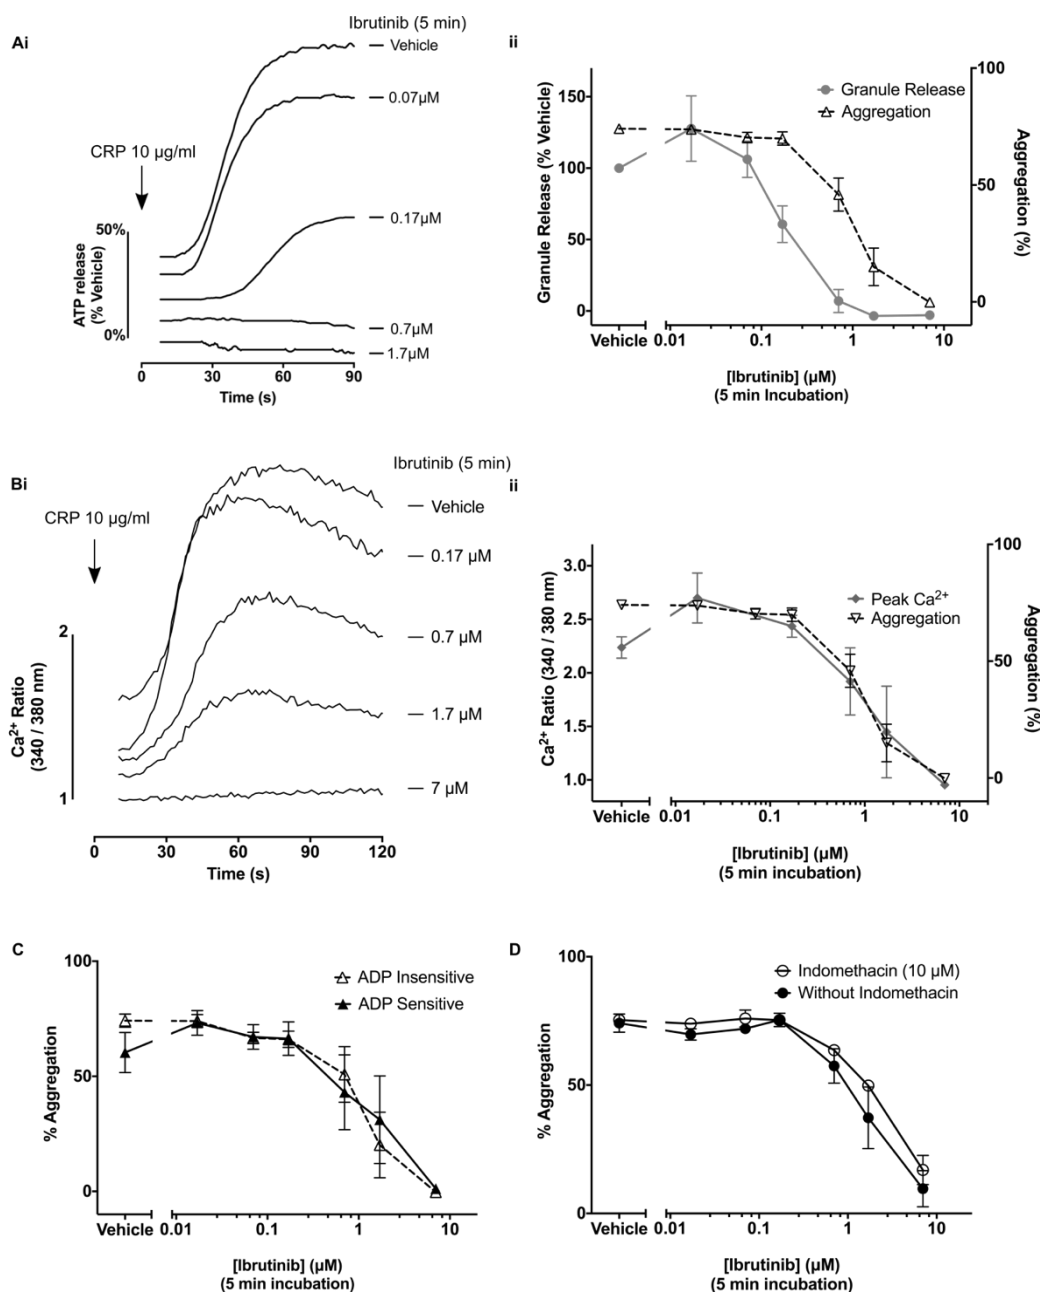 Ai
Ibrutinib (5 min)
Vehicle
0.07µM
CRP 10 µg/ml
0.17µM
50%
ATP release
(% Vehicle)
0%
0.7µM
1.7µM
0
30
60
90
Time (s)
ii
100
150
Granule Release
Aggregation
Granule Release (% Vehicle)
100
50
0
50
0
Aggregation (%)
Vehicle
0.01
0.1
1
10
[Ibrutinib] (µM)
(5 min Incubation)
Bi
Ibrutinib (5 min)
Vehicle
CRP 10 µg/ml
0.17 µM
2
0.7 µM
Ca²⁺ Ratio
(340 / 380 nm)
1.7 µM
1
7 µM
0
30
60
90
120
Time (s)
ii
100
3.0
Peak Ca²⁺
Aggregation
2.5
2.0
1.5
1.0
Ca²⁺ Ratio (340 / 380 nm)
50
0
Aggregation (%)
Vehicle
0.01
0.1
1
10
[Ibrutinib] (µM)
(5 min incubation)
C
100
ADP Insensitive
ADP Sensitive
% Aggregation
50
0
Vehicle
0.01
0.1
1
10
[Ibrutinib] (µM)
(5 min incubation)
D
100
Indomethacin (10 µM)
Without Indomethacin
% Aggregation
50
0
Vehicle
0.01
0.1
1
10
[Ibrutinib] (µM)
(5 min incubation)